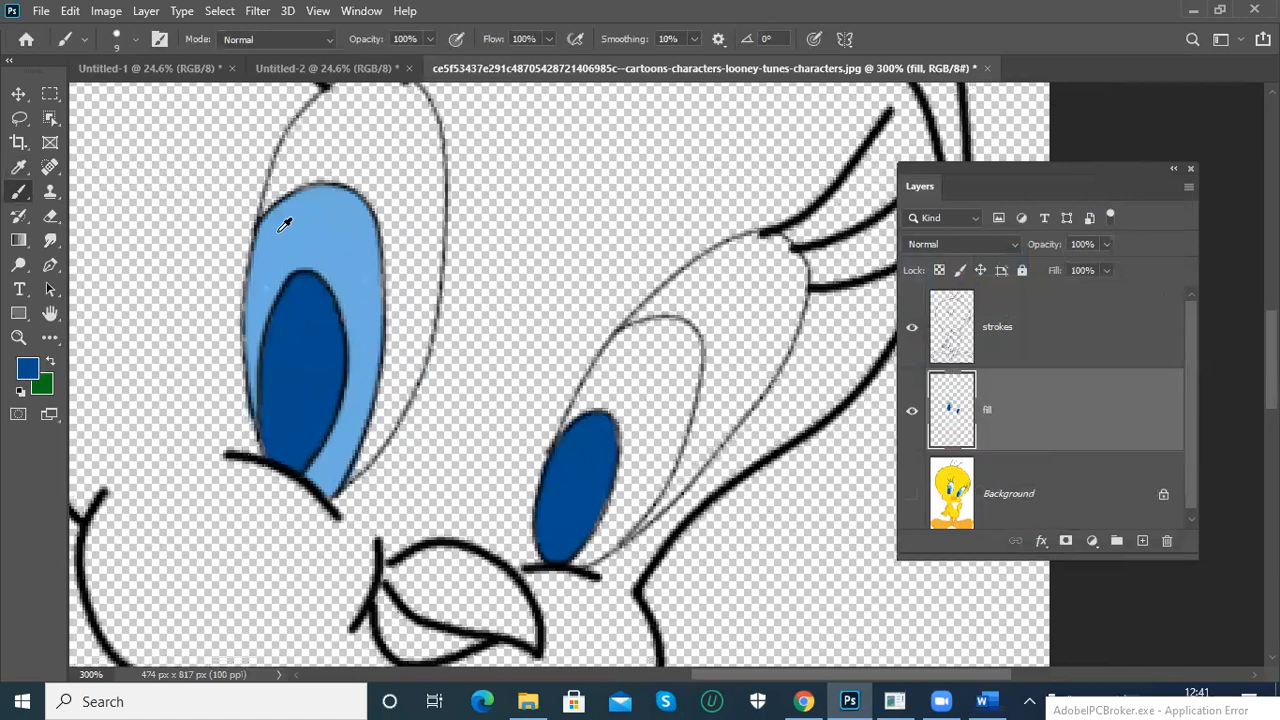 Ps File Edit Image Layer Type Select Filter 3D View Window Help
9 Mode: Normal Opacity: 100% Flow: 100% Smoothing: 10% 0°
Untitled-1 @ 24.6% (RGB/8) * × Untitled-2 @ 24.6% (RGB/8) * × ce5f53437e291c48705428721406985c--cartoons-characters-looney-tunes-characters.jpg @ 300% (fill, RGB/8#) * ×
Layers
Kind
Normal Opacity: 100%
Lock: Fill: 100%
strokes
fill
Background
fx
300% 474 px x 817 px (100 ppi)
Search
12:41
AdobeIPCBroker.exe - Application Error